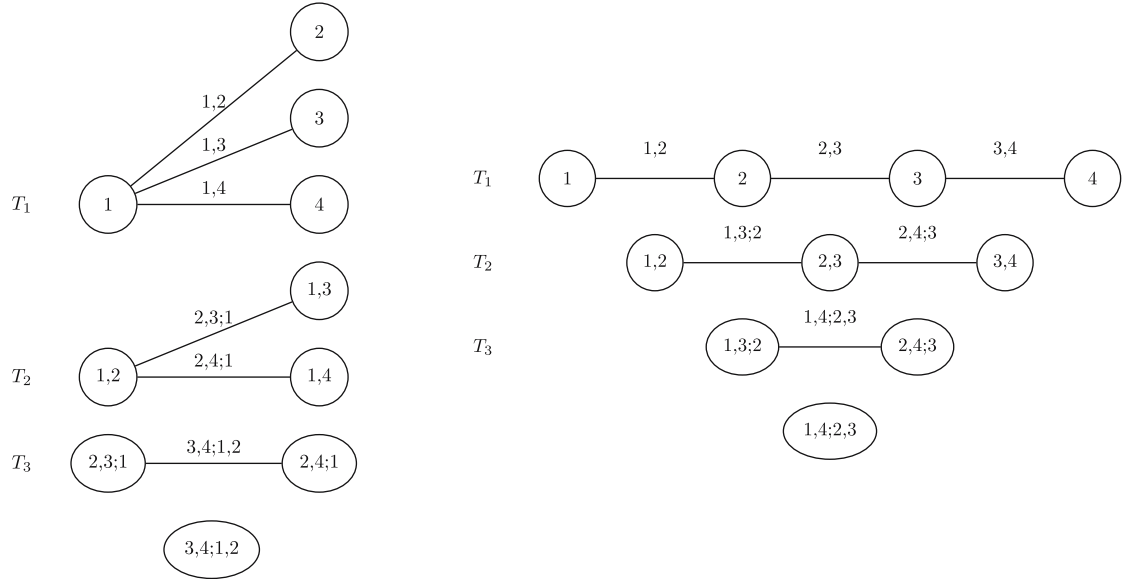 2
1,2
3
1,3
T1 1 1,4 4
1,3
2,3;1
T2 1,2 2,4;1 1,4
T3 2,3;1 3,4;1,2 2,4;1
3,4;1,2
1,2 2,3 3,4
T1 1 2 3 4
1,3;2 2,4;3
T2 1,2 2,3 3,4
1,4;2,3
T3 1,3;2 2,4;3
1,4;2,3